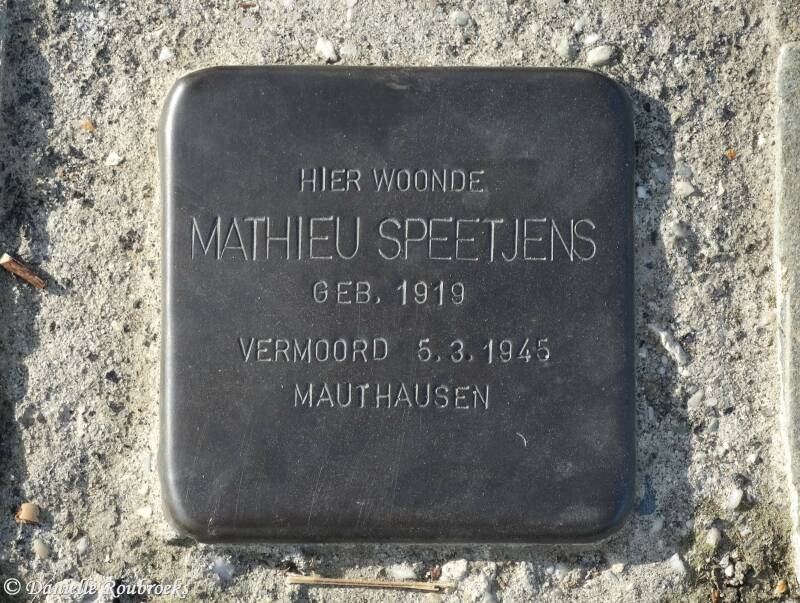 HIER WOONDE
MATHIEU SPEETJENS
GEB. 1919
VERMOORD 5.3.1945
MAUTHAUSEN
© Danielle Roubroeks